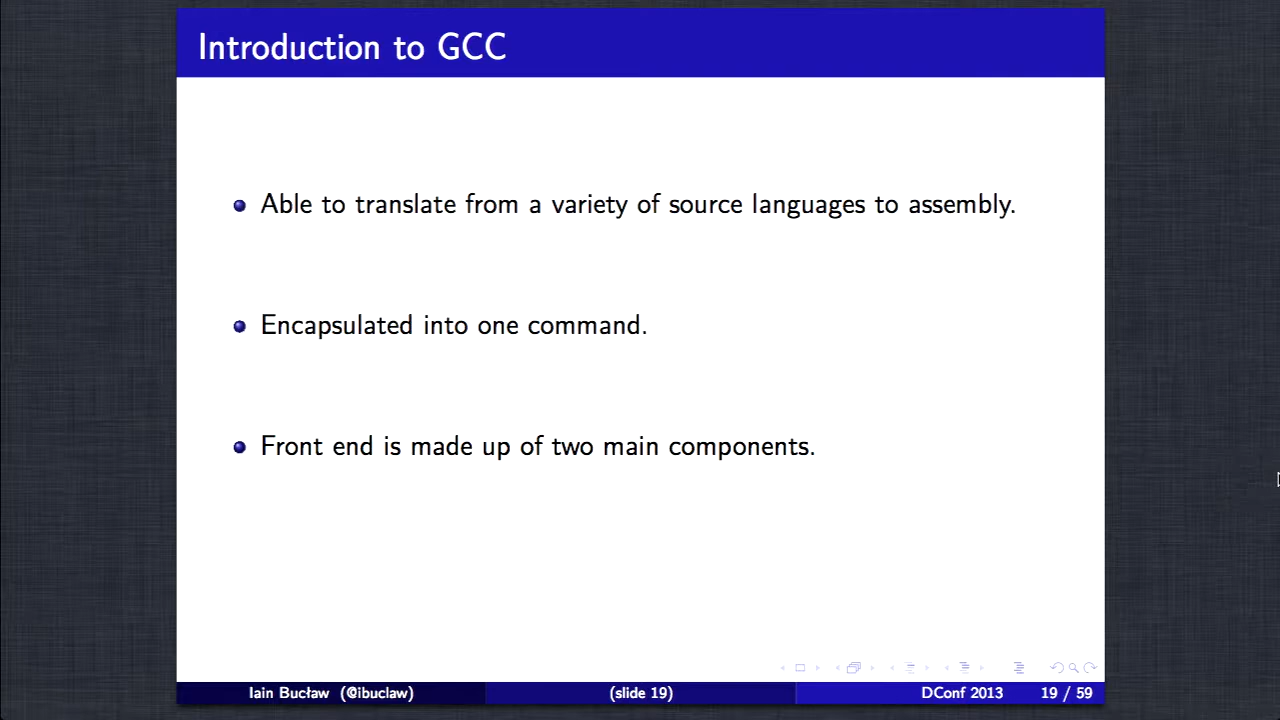 Introduction to GCC
Able to translate from a variety of source languages to assembly.
Encapsulated into one command.
Front end is made up of two main components.
Iain Bucław (@ibuclaw) (slide 19) DConf 2013 19 / 59